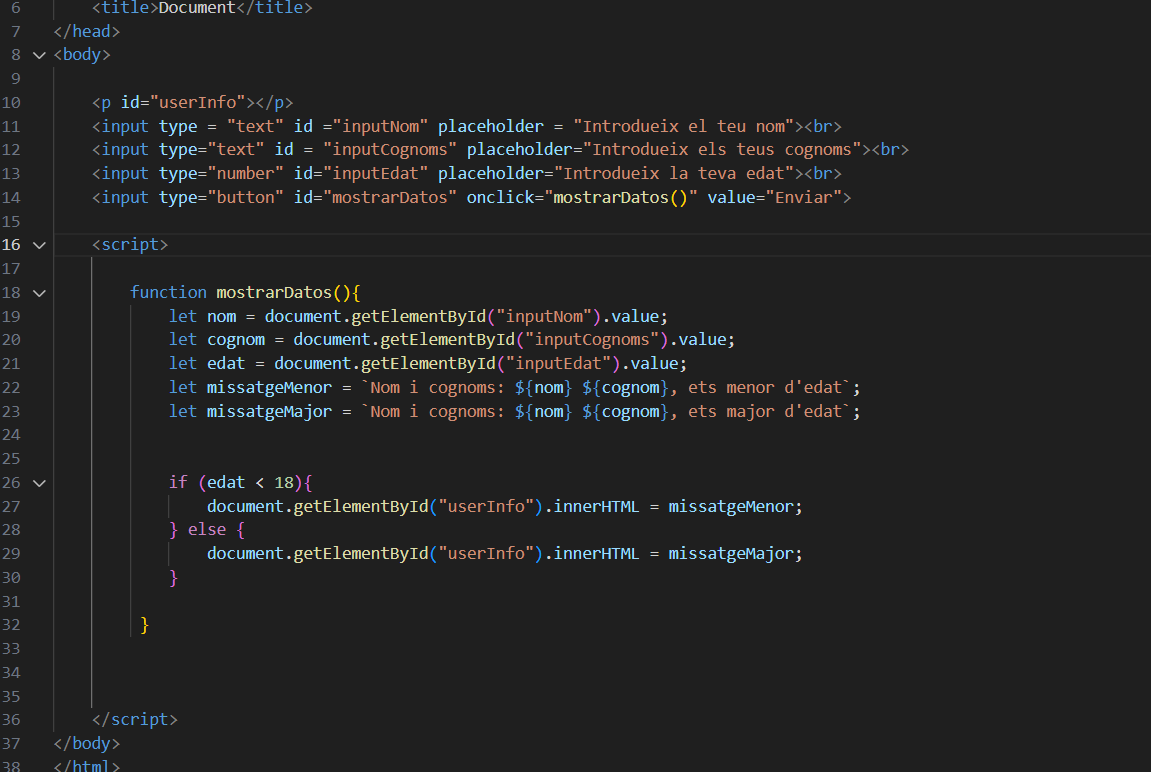 6 <title>Document</title>
7 </head>
8 <body>
9
10 <p id="userInfo"></p>
11 <input type = "text" id ="inputNom" placeholder = "Introdueix el teu nom"><br>
12 <input type="text" id = "inputCognoms" placeholder="Introdueix els teus cognoms"><br>
13 <input type="number" id="inputEdat" placeholder="Introdueix la teva edat"><br>
14 <input type="button" id="mostrarDatos" onclick="mostrarDatos()" value="Enviar">
15
16 <script>
17
18 function mostrarDatos(){
19 let nom = document.getElementById("inputNom").value;
20 let cognom = document.getElementById("inputCognoms").value;
21 let edat = document.getElementById("inputEdat").value;
22 let missatgeMenor = `Nom i cognoms: ${nom} ${cognom}, ets menor d'edat`;
23 let missatgeMajor = `Nom i cognoms: ${nom} ${cognom}, ets major d'edat`;
24
25
26 if (edat < 18){
27 document.getElementById("userInfo").innerHTML = missatgeMenor;
28 } else {
29 document.getElementById("userInfo").innerHTML = missatgeMajor;
30 }
31
32 }
33
34
35
36 </script>
37 </body>
38 </html>